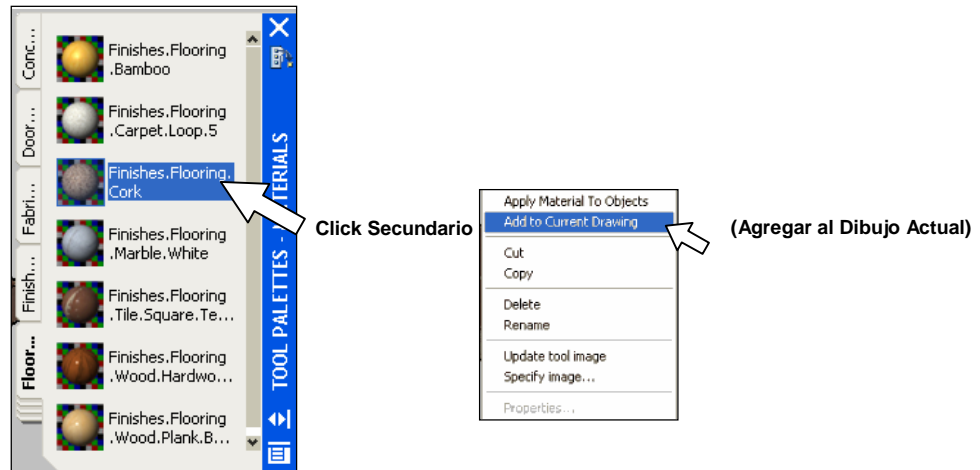 Conc...
Door...
Fabri...
Finish...
Floor...
Finishes.Flooring
.Bamboo
Finishes.Flooring
.Carpet.Loop.5
Finishes.Flooring.
Cork
Finishes.Flooring
.Marble.White
Finishes.Flooring
.Tile.Square.Te...
Finishes.Flooring
.Wood.Hardwo...
Finishes.Flooring
.Wood.Plank.B...
TOOL PALETTES -
Click Secundario
Apply Material To Objects
Add to Current Drawing
Cut
Copy
Delete
Rename
Update tool image
Specify image...
Properties...
(Agregar al Dibujo Actual)